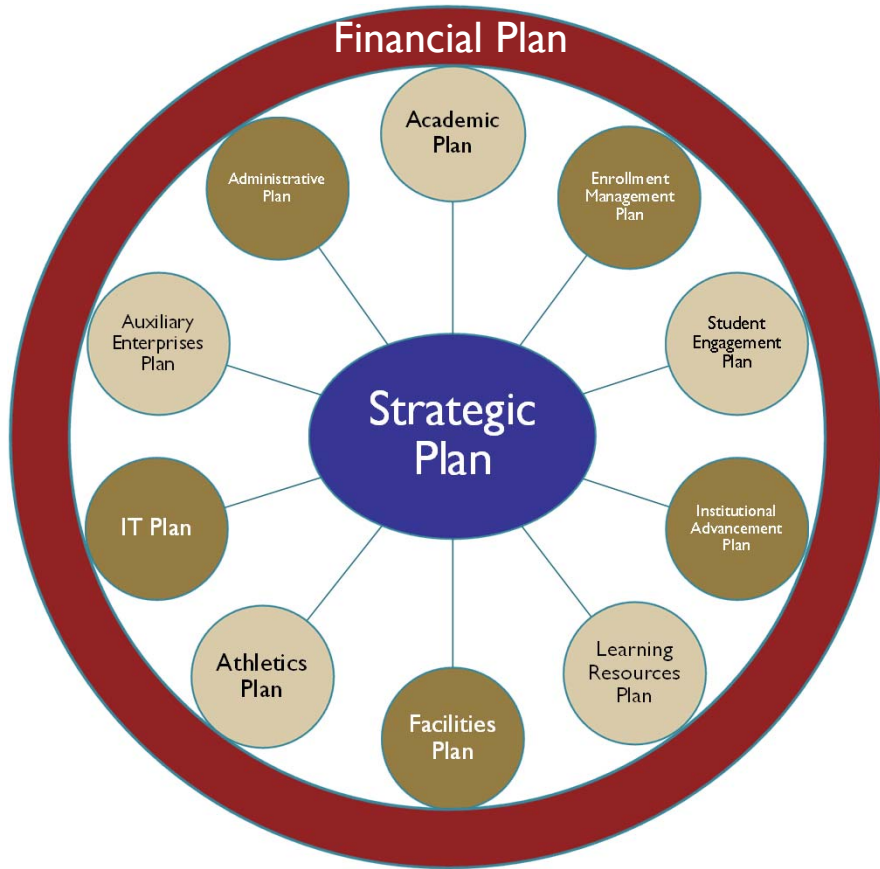 Financial Plan
Academic
Plan
Enrollment
Management
Plan
Student
Engagement
Plan
Institutional
Advancement
Plan
Learning
Resources
Plan
Facilities
Plan
Athletics
Plan
IT Plan
Auxiliary
Enterprises
Plan
Administrative
Plan
Strategic
Plan